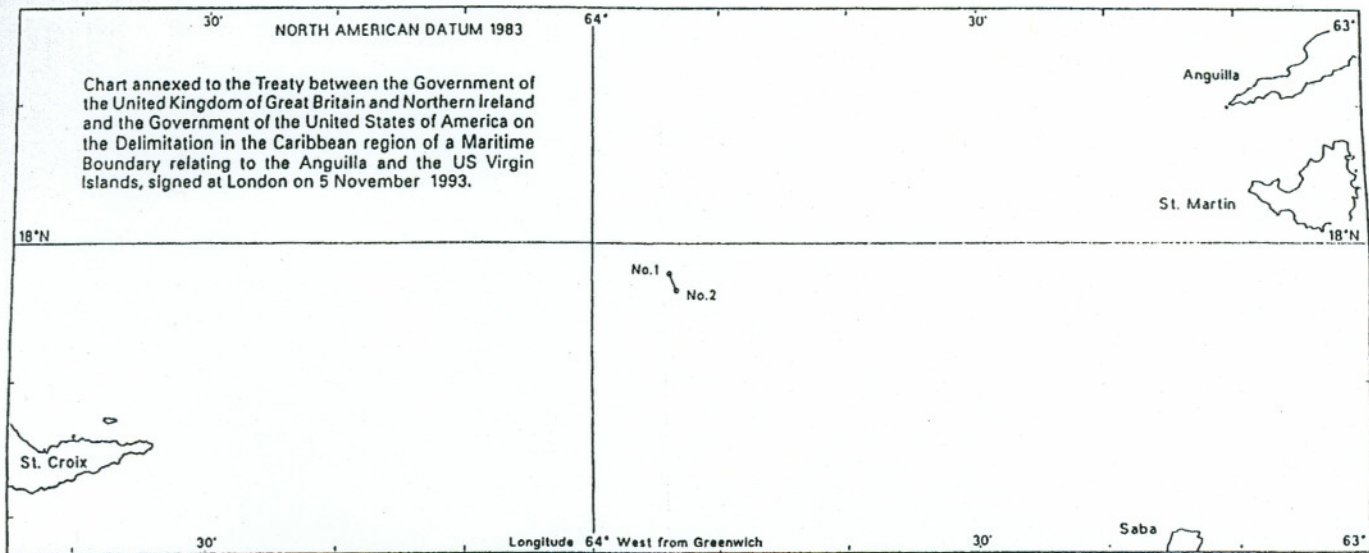 30'
64°
30'
63°
NORTH AMERICAN DATUM 1983
Chart annexed to the Treaty between the Government of
the United Kingdom of Great Britain and Northern Ireland
and the Government of the United States of America on
the Delimitation in the Caribbean region of a Maritime
Boundary relating to the Anguilla and the US Virgin
Islands, signed at London on 5 November 1993.
Anguilla
St. Martin
18°N
18°N
No.1
No.2
St. Croix
Saba
30'
Longitude 64° West from Greenwich
30'
63°